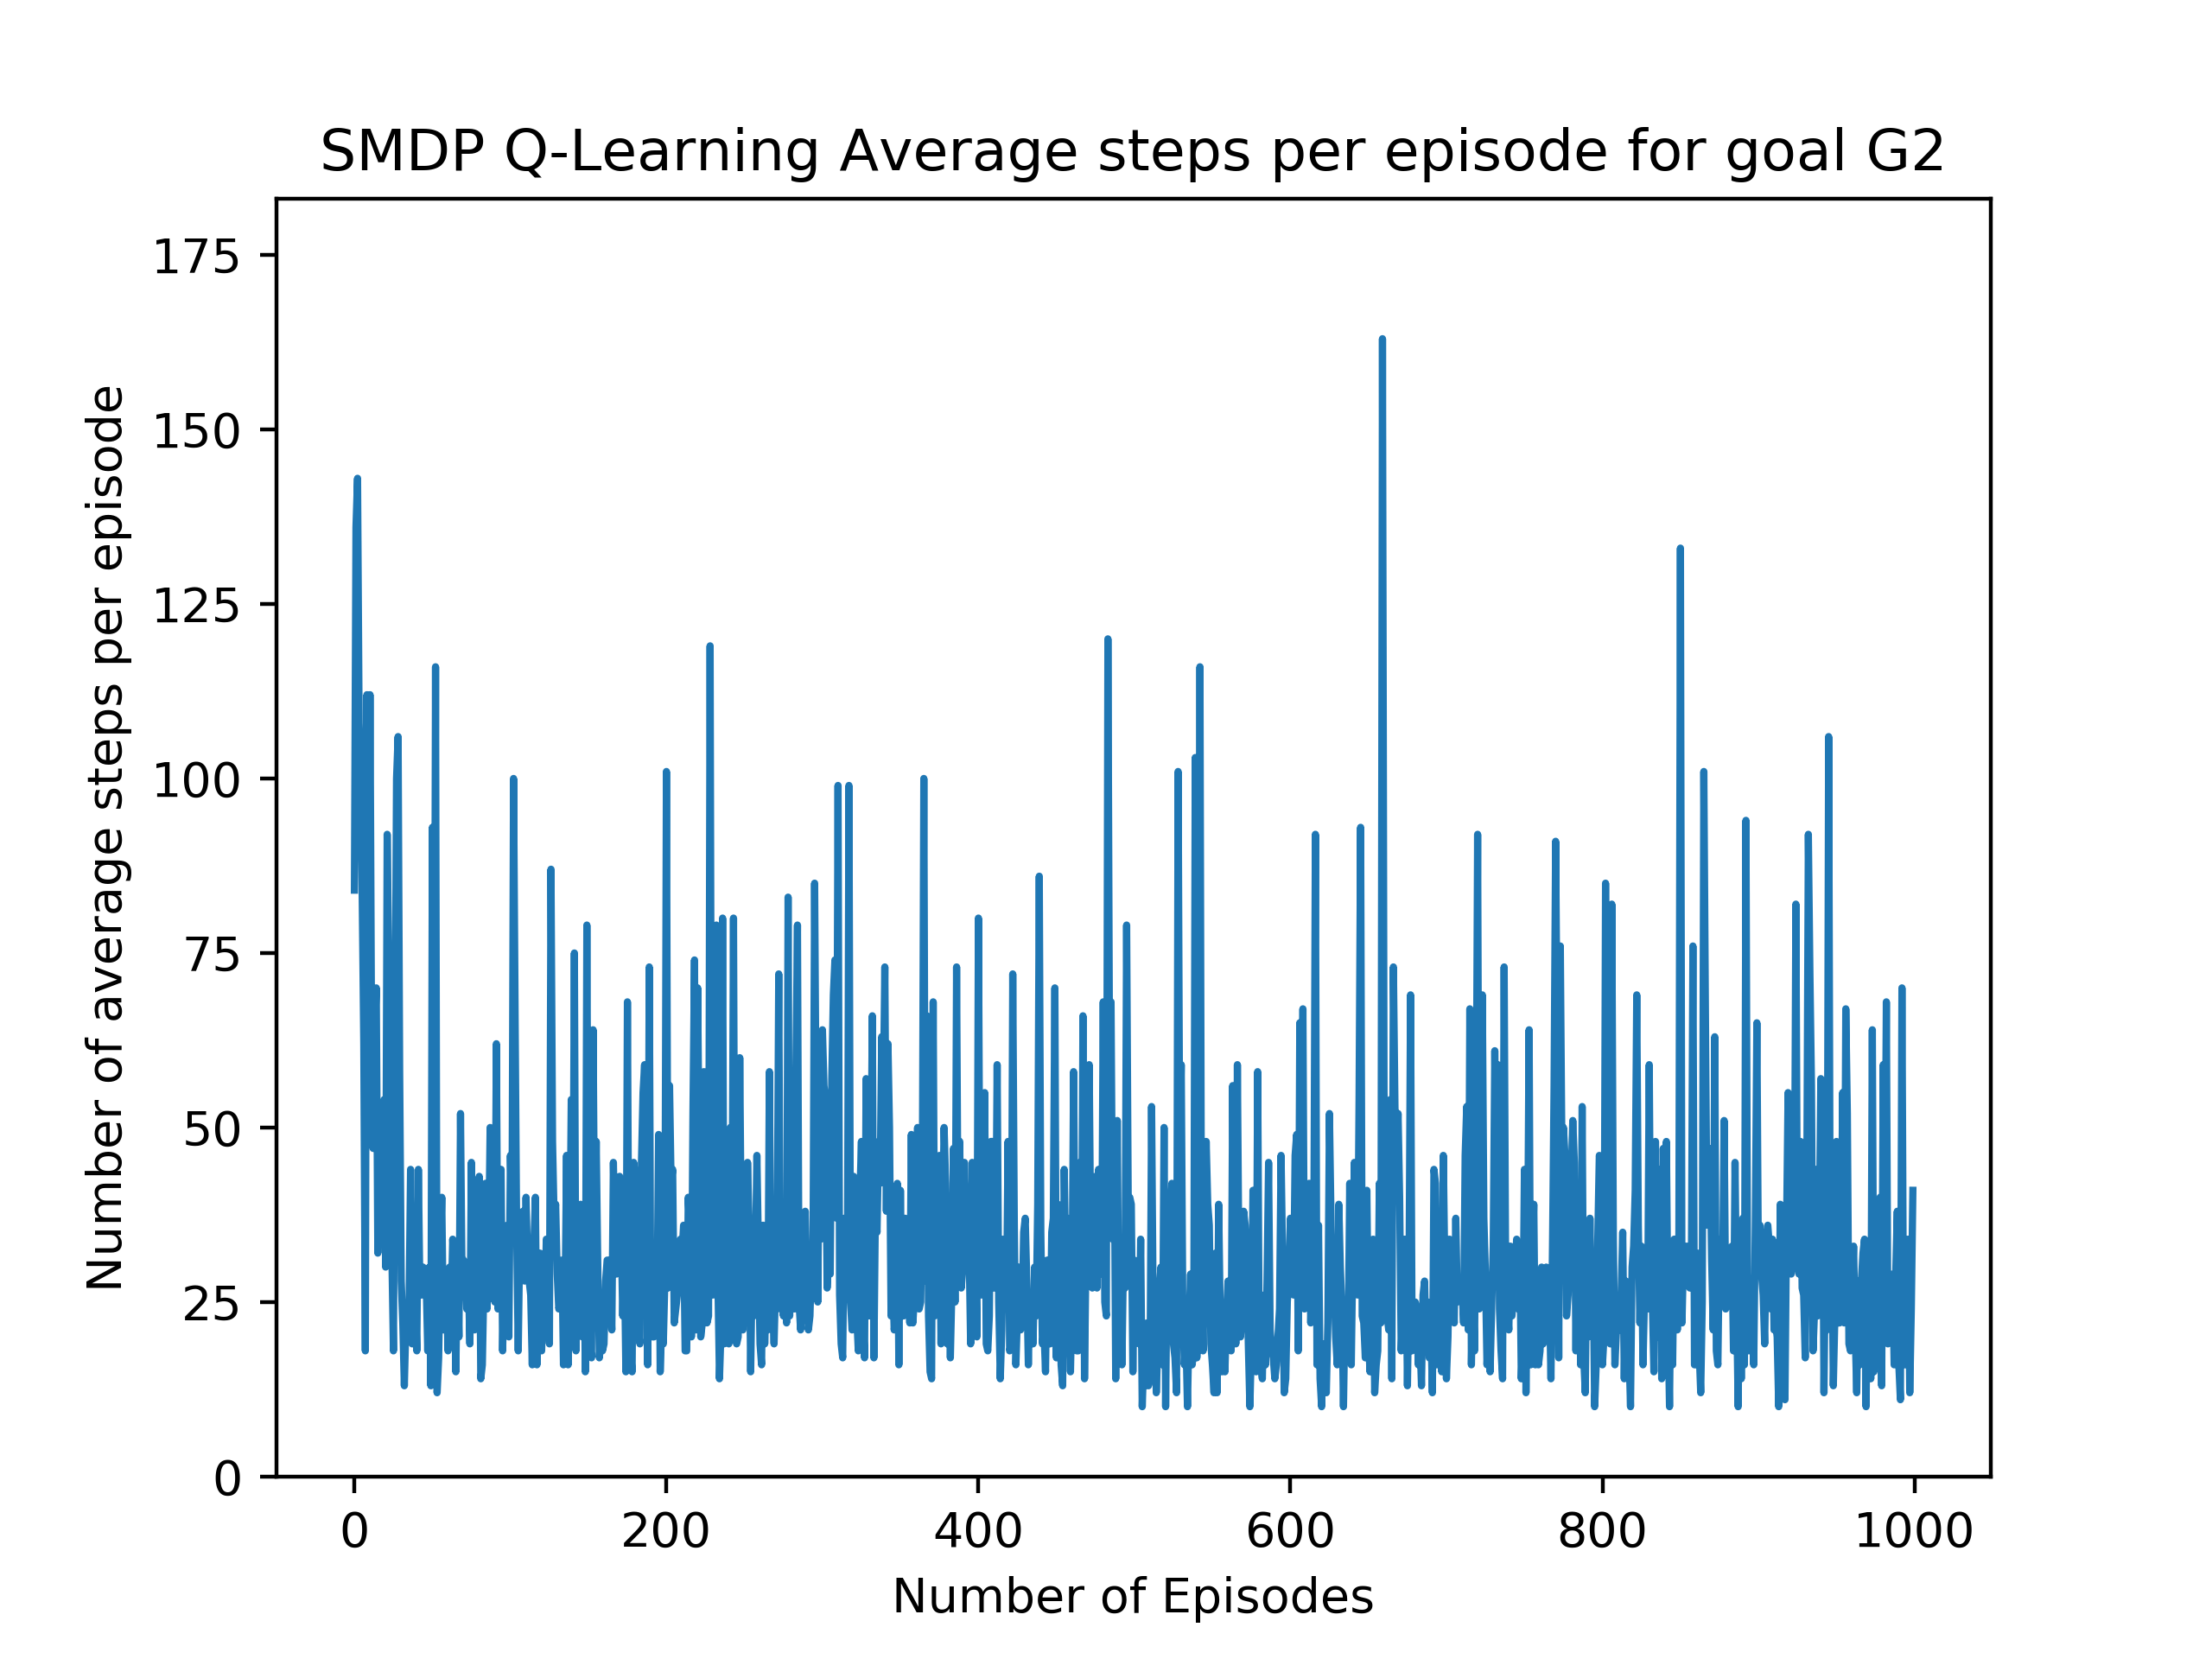 SMDP Q-Learning Average steps per episode for goal G2
Number of average steps per episode
175
150
125
100
75
50
25
0
0 200 400 600 800 1000
Number of Episodes